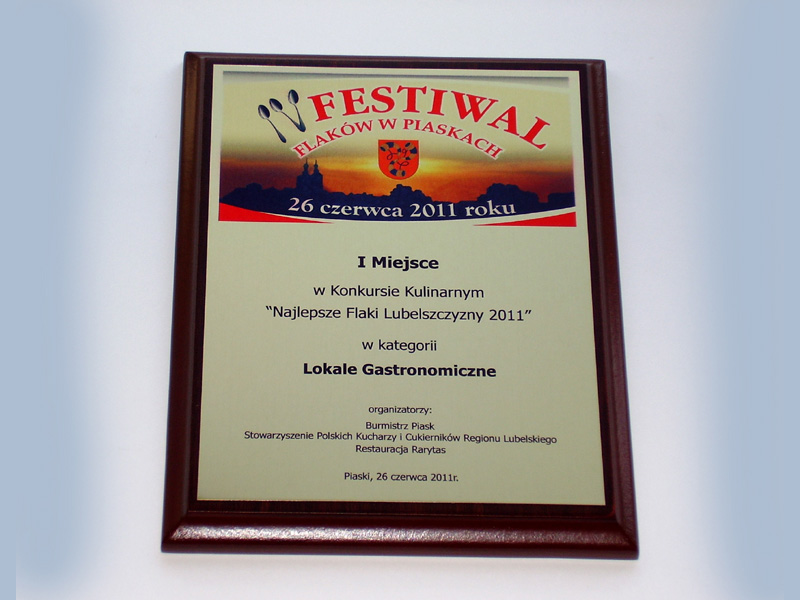 IV FESTIWAL
FLAKÓW W PIASKACH
26 czerwca 2011 roku
I Miejsce
w Konkursie Kulinarnym
“Najlepsze Flaki Lubelszczyzny 2011”
w kategorii
Lokale Gastronomiczne
organizatorzy:
Burmistrz Piask
Stowarzyszenie Polskich Kucharzy i Cukierników Regionu Lubelskiego
Restauracja Rarytas
Piaski, 26 czerwca 2011r.